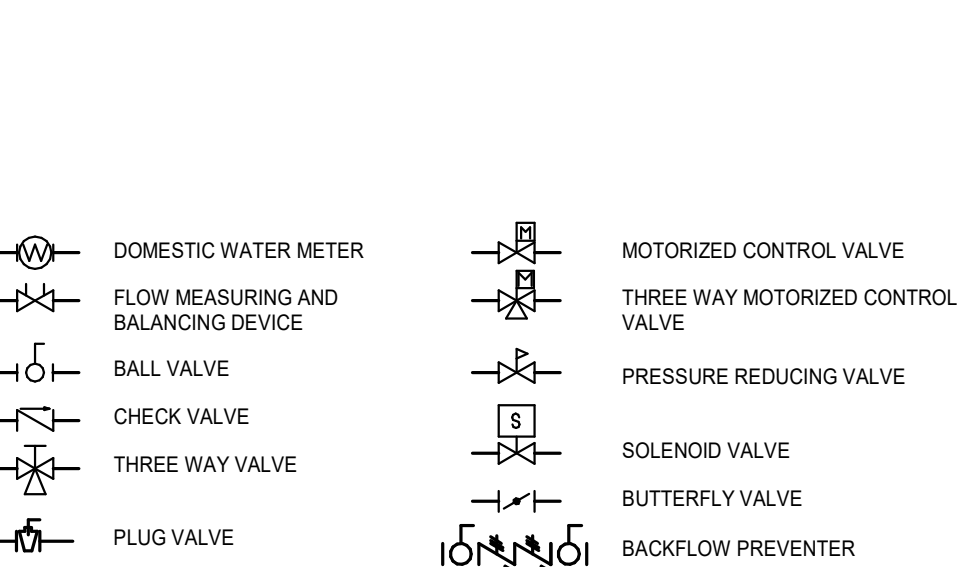 W
DOMESTIC WATER METER
FLOW MEASURING AND
BALANCING DEVICE
BALL VALVE
CHECK VALVE
THREE WAY VALVE
PLUG VALVE
M
MOTORIZED CONTROL VALVE
M
THREE WAY MOTORIZED CONTROL
VALVE
PRESSURE REDUCING VALVE
S
SOLENOID VALVE
BUTTERFLY VALVE
BACKFLOW PREVENTER